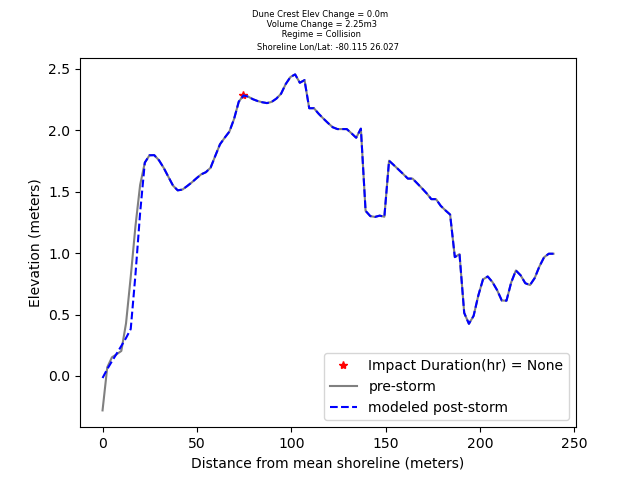 Dune Crest Elev Change = 0.0m
Volume Change = 2.25m3
Regime = Collision
Shoreline Lon/Lat: -80.115 26.027
2.5
2.0
1.5
1.0
0.5
0.0
Elevation (meters)
Impact Duration(hr) = None
pre-storm
modeled post-storm
0 50 100 150 200 250
Distance from mean shoreline (meters)